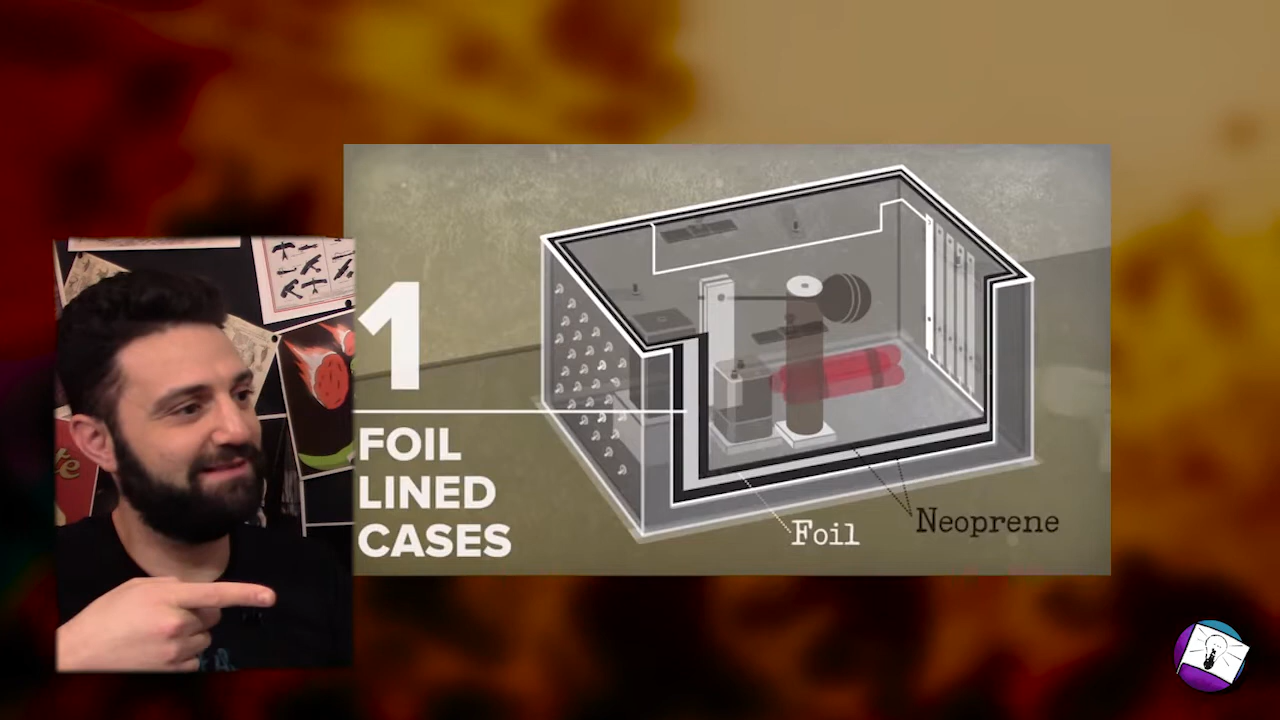 1
FOIL
LINED
CASES
Foil
Neoprene